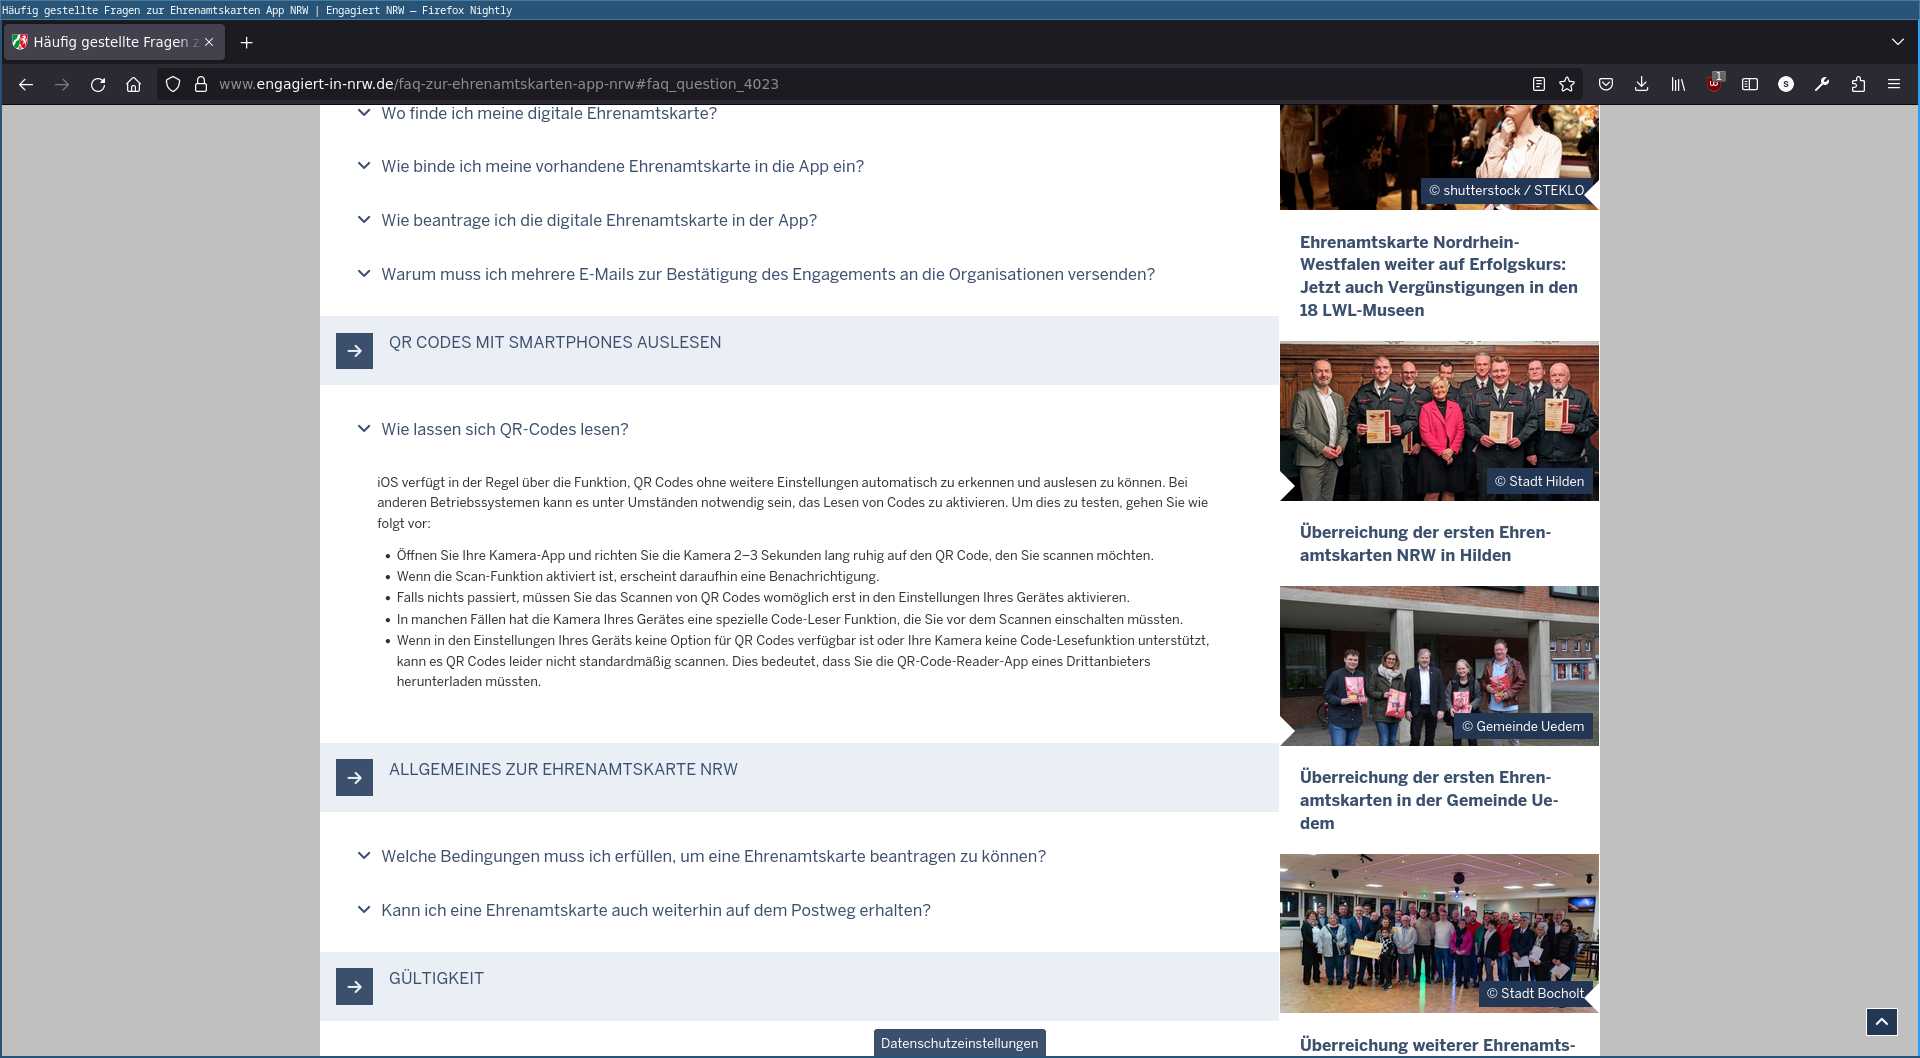 Häufig gestellte Fragen zur Ehrenamtskarten App NRW | Engagiert NRW — Firefox Nightly
Häufig gestellte Fragen z
www.engagiert-in-nrw.de/faq-zur-ehrenamtskarten-app-nrw#faq_question_4023
1
S
Wo finde ich meine digitale Ehrenamtskarte?
Wie binde ich meine vorhandene Ehrenamtskarte in die App ein?
Wie beantrage ich die digitale Ehrenamtskarte in der App?
Warum muss ich mehrere E-Mails zur Bestätigung des Engagements an die Organisationen versenden?
QR CODES MIT SMARTPHONES AUSLESEN
Wie lassen sich QR-Codes lesen?
iOS verfügt in der Regel über die Funktion, QR Codes ohne weitere Einstellungen automatisch zu erkennen und auslesen zu können. Bei
anderen Betriebssystemen kann es unter Umständen notwendig sein, das Lesen von Codes zu aktivieren. Um dies zu testen, gehen Sie wie
folgt vor:
• Öffnen Sie Ihre Kamera-App und richten Sie die Kamera 2–3 Sekunden lang ruhig auf den QR Code, den Sie scannen möchten.
• Wenn die Scan-Funktion aktiviert ist, erscheint daraufhin eine Benachrichtigung.
• Falls nichts passiert, müssen Sie das Scannen von QR Codes womöglich erst in den Einstellungen Ihres Gerätes aktivieren.
• In manchen Fällen hat die Kamera Ihres Gerätes eine spezielle Code-Leser Funktion, die Sie vor dem Scannen einschalten müssten.
• Wenn in den Einstellungen Ihres Geräts keine Option für QR Codes verfügbar ist oder Ihre Kamera keine Code-Lesefunktion unterstützt,
kann es QR Codes leider nicht standardmäßig scannen. Dies bedeutet, dass Sie die QR-Code-Reader-App eines Drittanbieters
herunterladen müssten.
ALLGEMEINES ZUR EHRENAMTSKARTE NRW
Welche Bedingungen muss ich erfüllen, um eine Ehrenamtskarte beantragen zu können?
Kann ich eine Ehrenamtskarte auch weiterhin auf dem Postweg erhalten?
GÜLTIGKEIT
Datenschutzeinstellungen
© shutterstock / STEKLO
Ehrenamtskarte Nordrhein-
Westfalen weiter auf Erfolgskurs:
Jetzt auch Vergünstigungen in den
18 LWL-Museen
© Stadt Hilden
Überreichung der ersten Ehren-
amtskarten NRW in Hilden
© Gemeinde Uedem
Überreichung der ersten Ehren-
amtskarten in der Gemeinde Ue-
dem
© Stadt Bocholt
Überreichung weiterer Ehrenamts-